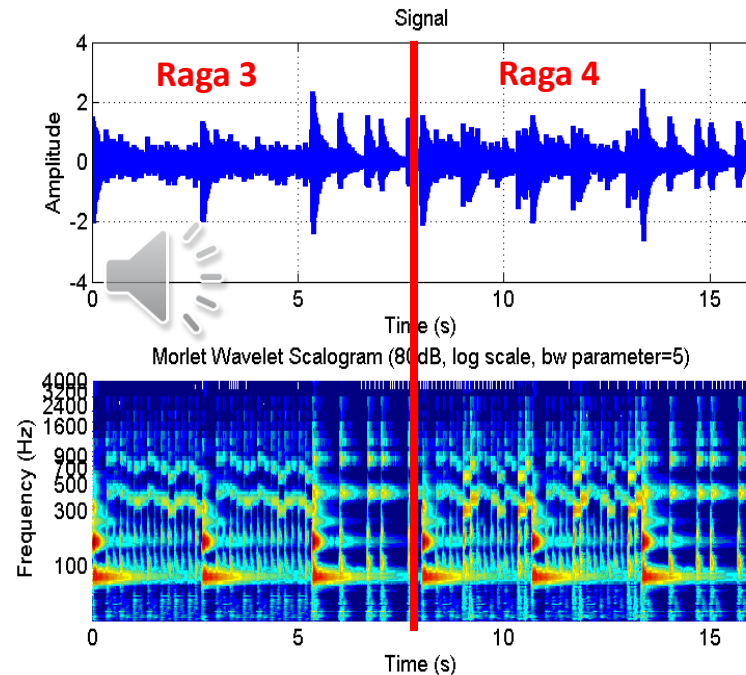 Signal
Raga 3
Raga 4
4
2
0
-2
-4
Amplitude
0
5
10
15
Time (s)
Morlet Wavelet Scalogram (80dB, log scale, bw parameter=5)
4000
3200
2400
1600
900
700
500
300
100
Frequency (Hz)
0
5
10
15
Time (s)